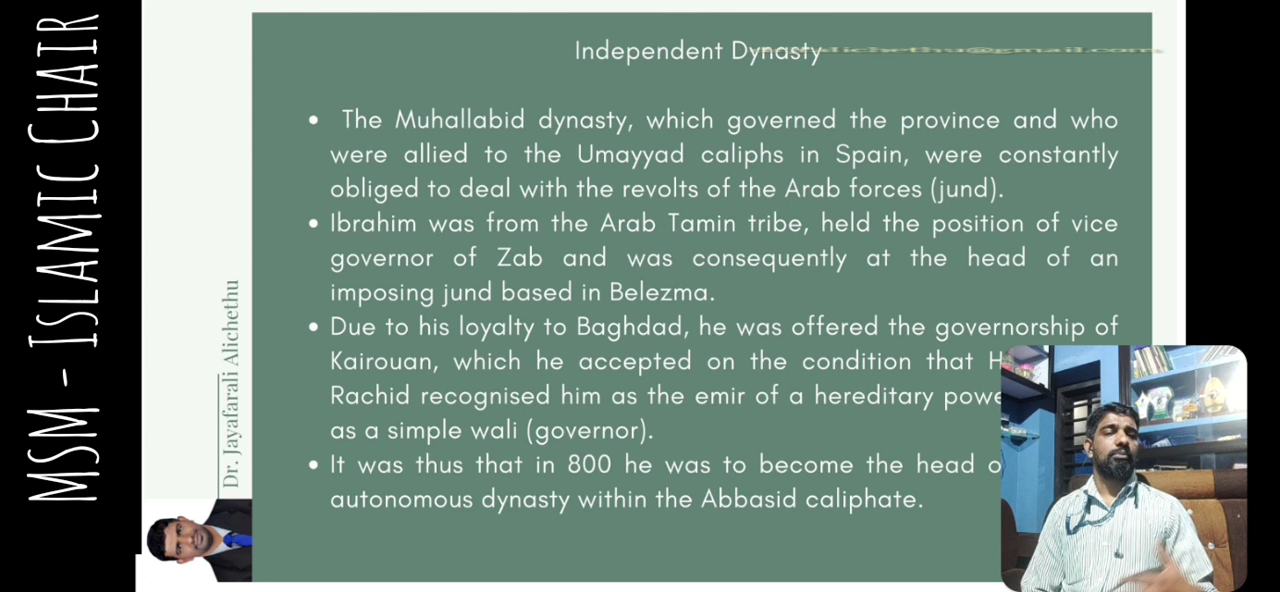 MSM - ISLAMIC CHAIR
Dr. Jayafarali Alichethu
Independent Dynasty
• The Muhallabid dynasty, which governed the province and who
were allied to the Umayyad caliphs in Spain, were constantly
obliged to deal with the revolts of the Arab forces (jund).
• Ibrahim was from the Arab Tamin tribe, held the position of vice
governor of Zab and was consequently at the head of an
imposing jund based in Belezma.
• Due to his loyalty to Baghdad, he was offered the governorship of
Kairouan, which he accepted on the condition that H
Rachid recognised him as the emir of a hereditary powe
as a simple wali (governor).
• It was thus that in 800 he was to become the head o
autonomous dynasty within the Abbasid caliphate.